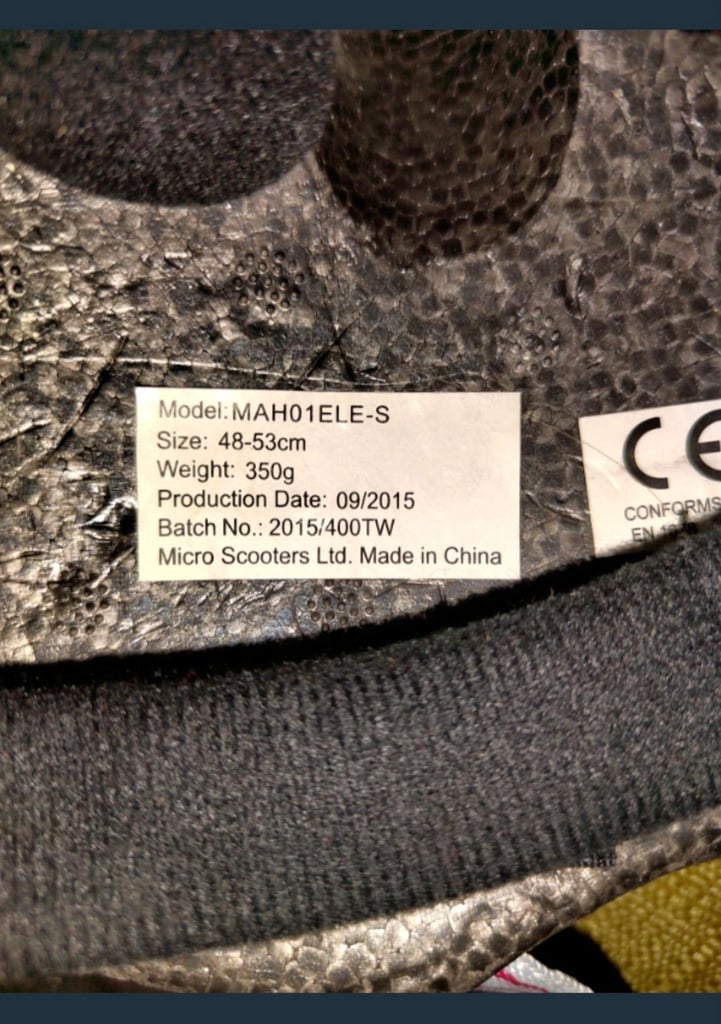 Model: MAH01ELE-S
Size: 48-53cm
Weight: 350g
Production Date: 09/2015
Batch No.: 2015/400TW
Micro Scooters Ltd. Made in China
CE
CONFORMS
EN